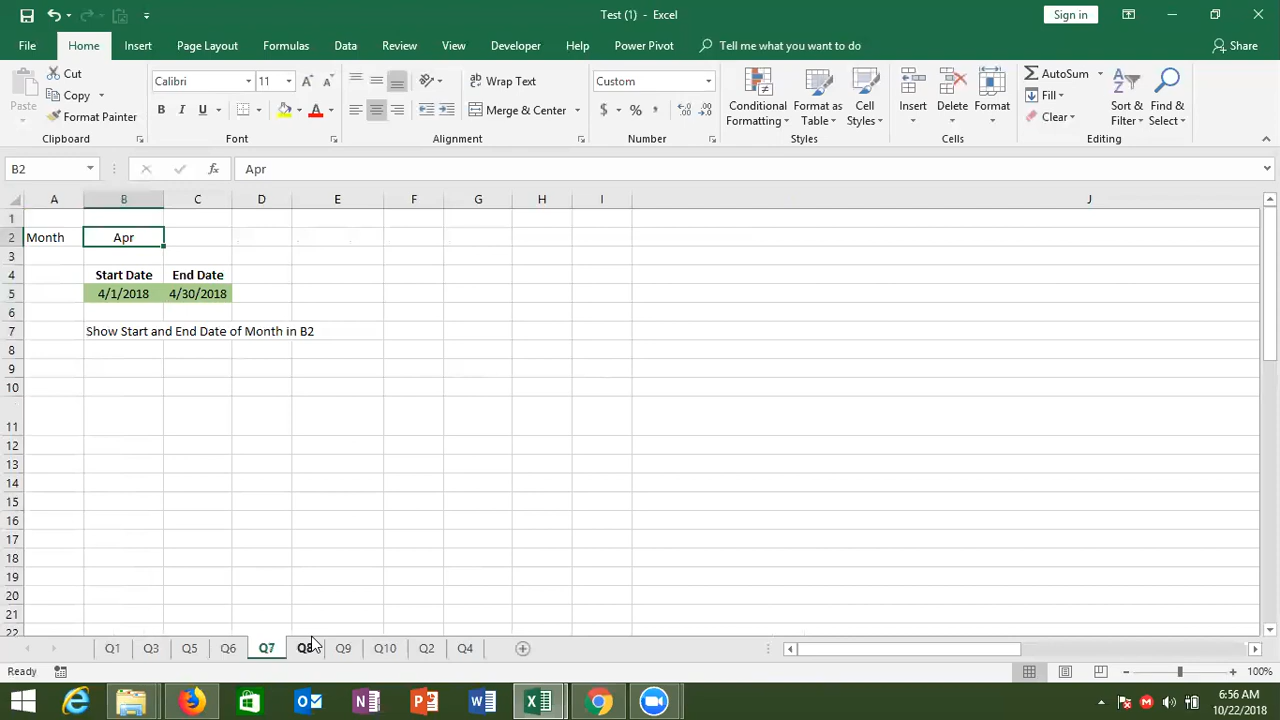 Test (1) - Excel
Sign in
File Home Insert Page Layout Formulas Data Review View Developer Help Power Pivot Tell me what you want to do Share
Paste
Cut
Copy
Format Painter
Clipboard
Calibri 11
B I U
Font
Wrap Text
Merge & Center
Alignment
Custom
$ % ,
Number
Conditional Formatting
Format as Table
Cell Styles
Styles
Insert
Delete
Format
Cells
AutoSum
Fill
Clear
Sort & Filter
Find & Select
Editing
B2 fx Apr
A B C D E F G H I J
1
2 Month Apr
3
4 Start Date End Date
5 4/1/2018 4/30/2018
6
7 Show Start and End Date of Month in B2
8
9
10
11
12
13
14
15
16
17
18
19
20
21
22
Q1 Q3 Q5 Q6 Q7 Q8 Q9 Q10 Q2 Q4
Ready
100%
6:56 AM
10/22/2018